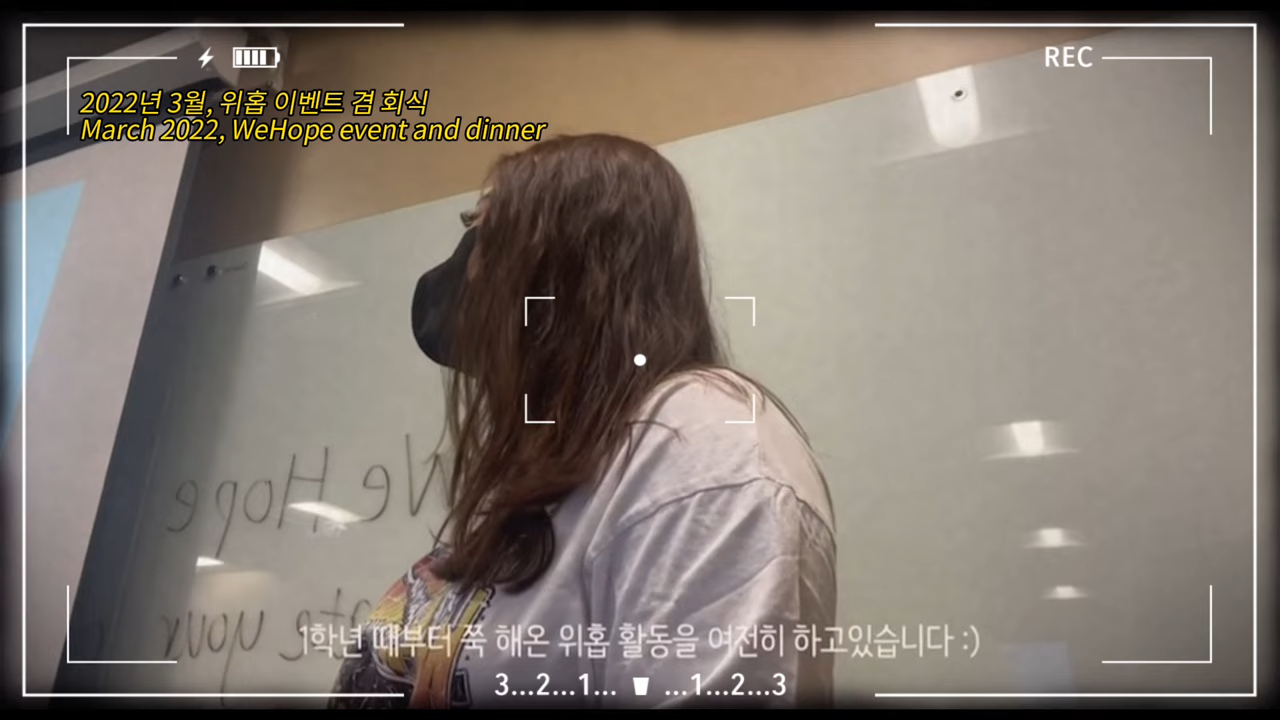 REC
2022년 3월, 위홉 이벤트 겸 회식
March 2022, WeHope event and dinner
We Hope
your
1학년 때부터 쭉 해온 위홉 활동을 여전히 하고있습니다 :)
3...2...1... ...1...2...3